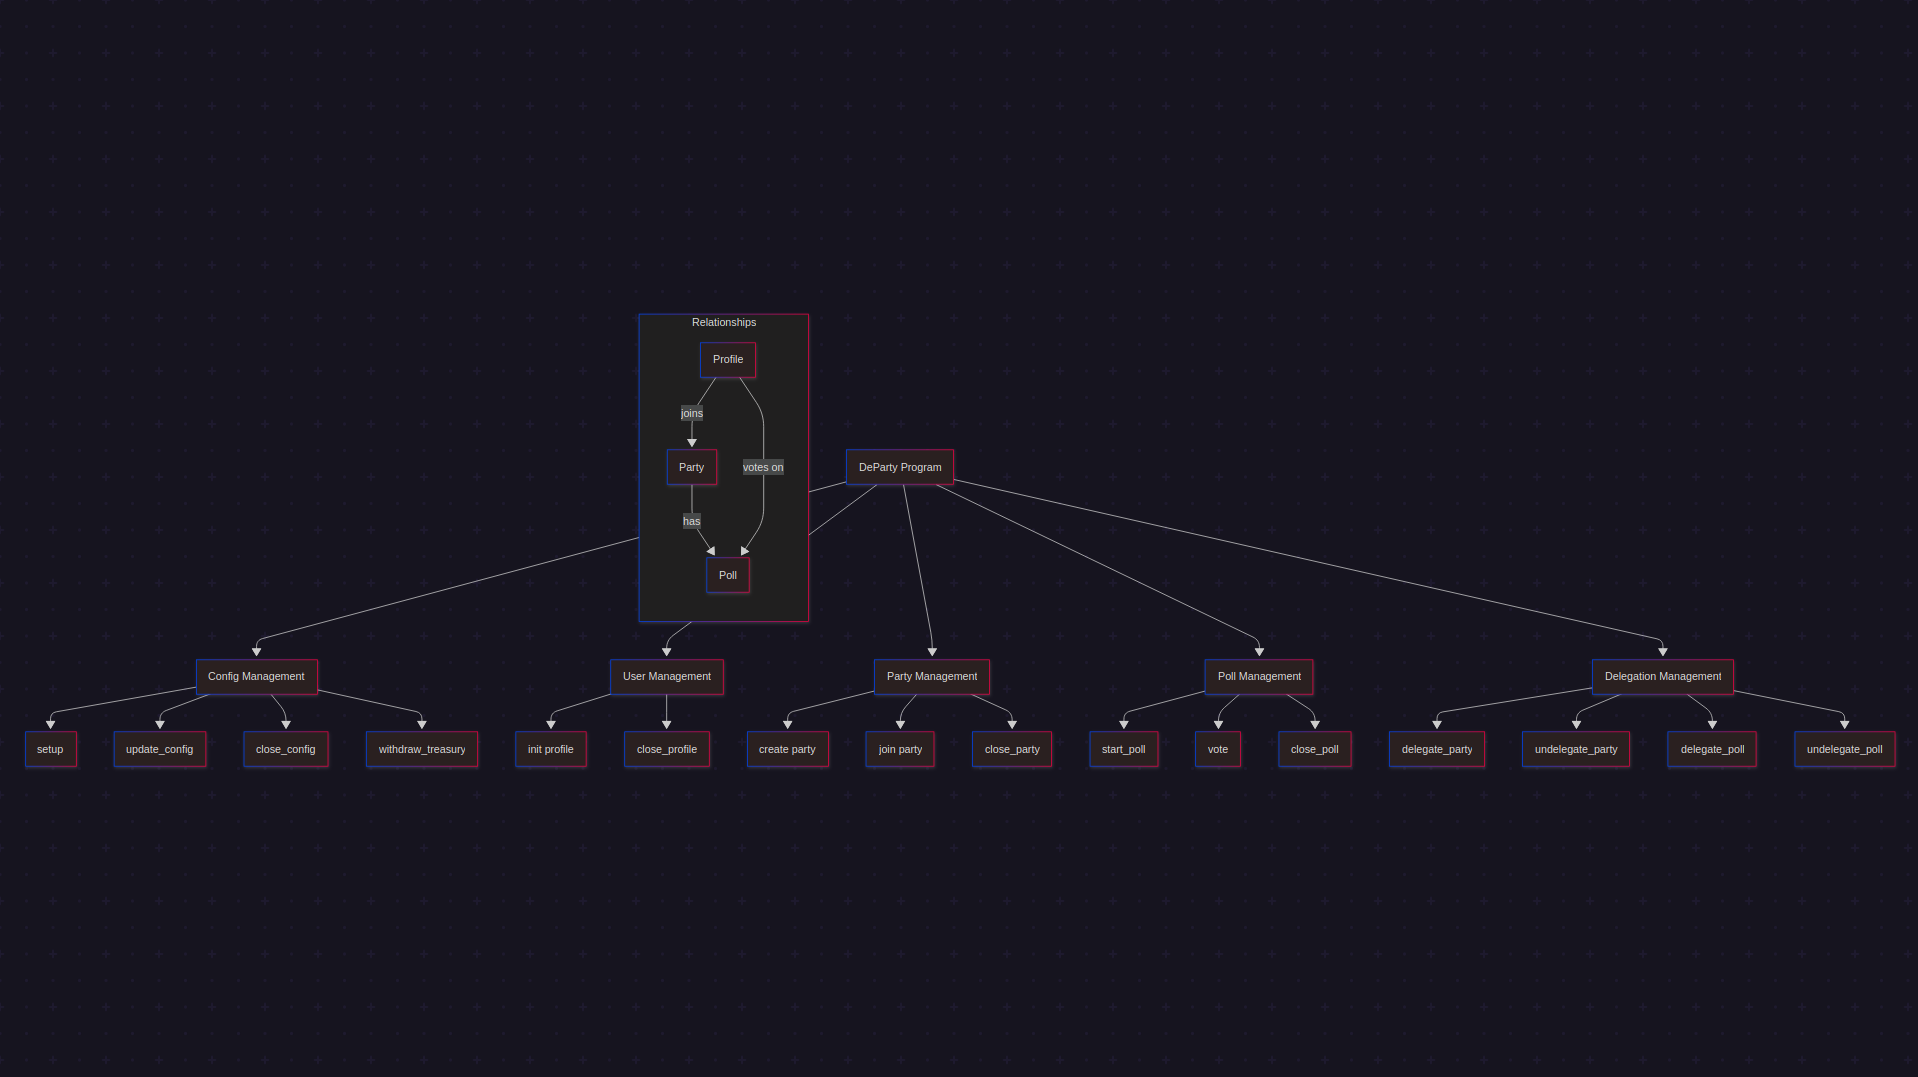 Relationships
Profile
joins
Party
votes on
DeParty Program
has
Poll
Config Management
User Management
Party Management
Poll Management
Delegation Management
setup
update_config
close_config
withdraw_treasury
init profile
close_profile
create party
join party
close_party
start_poll
vote
close_poll
delegate_party
undelegate_party
delegate_poll
undelegate_poll